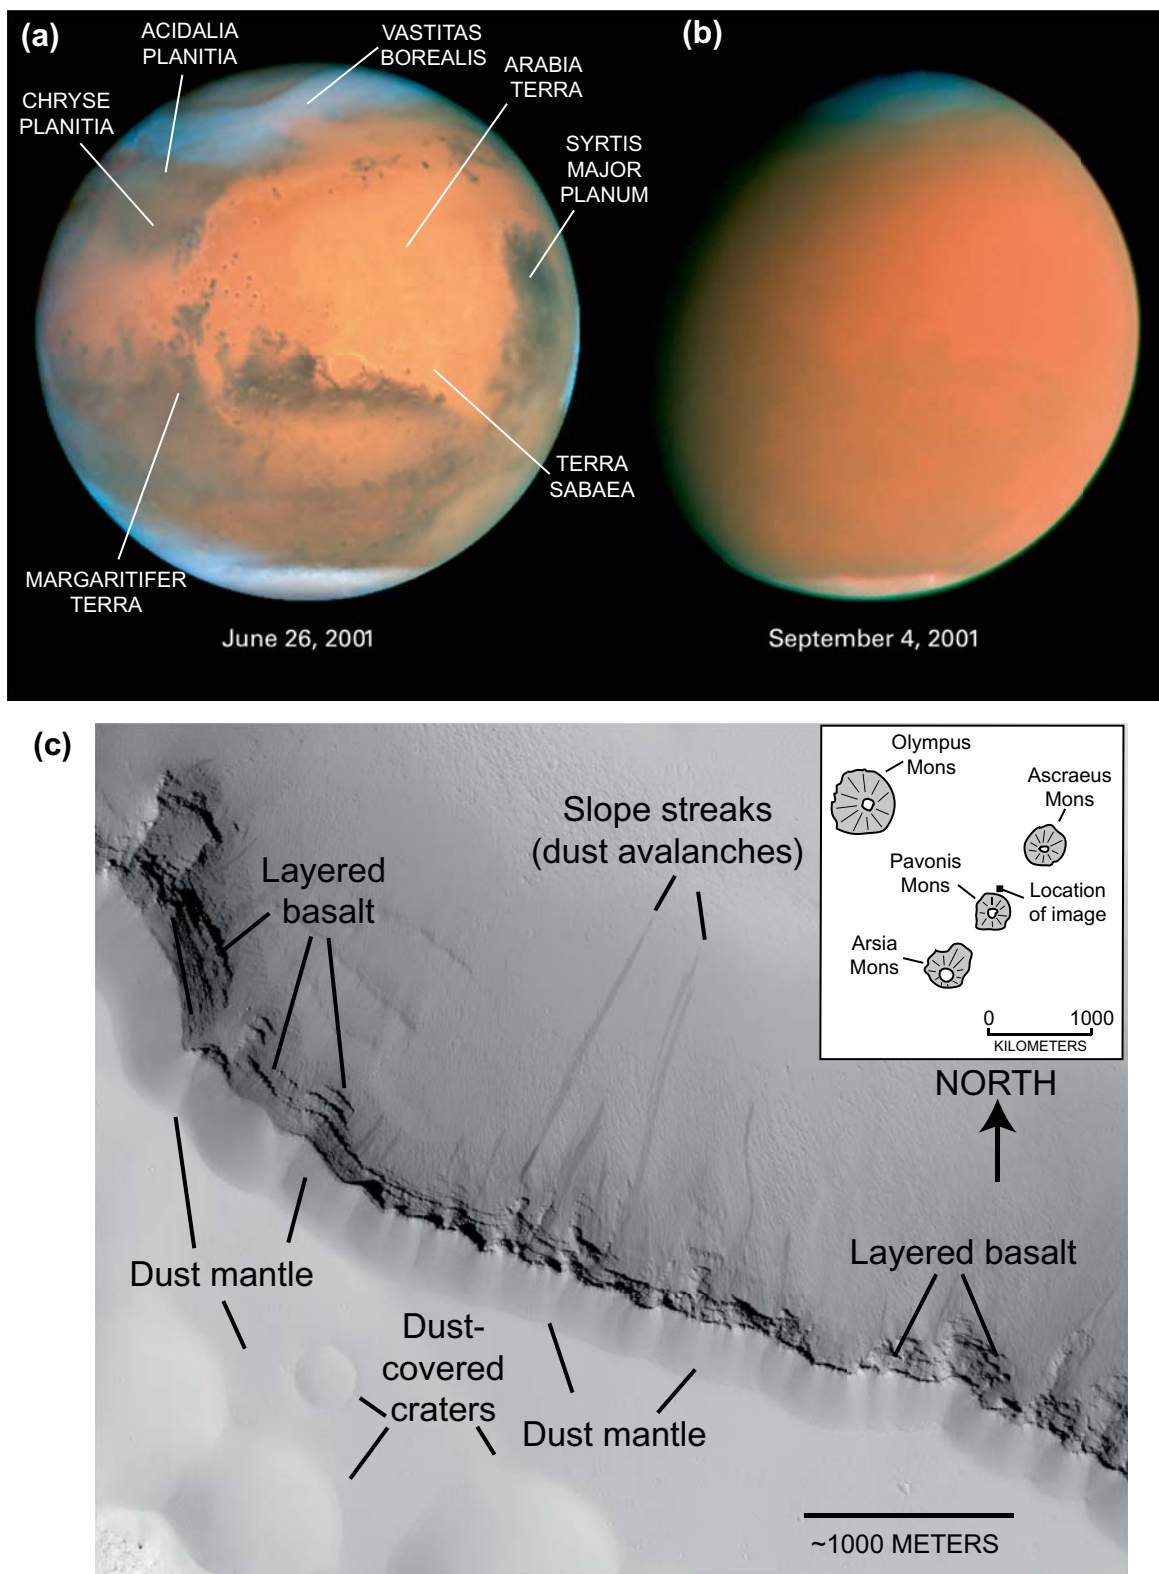 (a)
ACIDALIA
PLANITIA
VASTITAS
BOREALIS
ARABIA
TERRA
CHRYSE
PLANITIA
SYRTIS
MAJOR
PLANUM
TERRA
SABAEA
MARGARITIFER
TERRA
June 26, 2001
(b)
September 4, 2001
(c)
Layered
basalt
Slope streaks
(dust avalanches)
Olympus
Mons
Ascraeus
Mons
Pavonis
Mons
Location
of image
Arsia
Mons
0 1000
KILOMETERS
NORTH
Dust mantle
Layered basalt
Dust-
covered
craters
Dust mantle
~1000 METERS